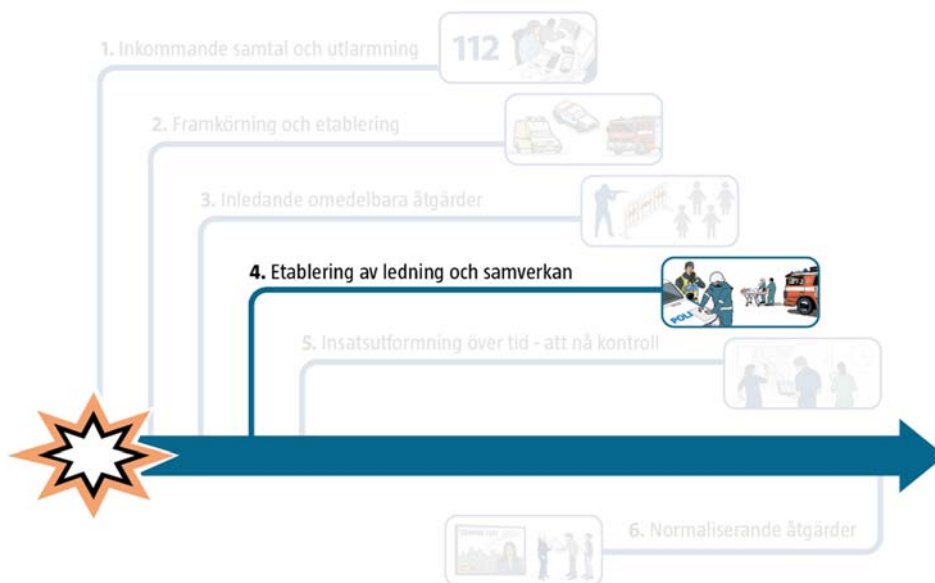 1. Inkommande samtal och utlarmning
112
2. Framkörning och etablering
3. Inledande omedelbara åtgärder
4. Etablering av ledning och samverkan
POLI
5. Insatsutformning över tid - att nå kontroll
6. Normaliserande åtgärder